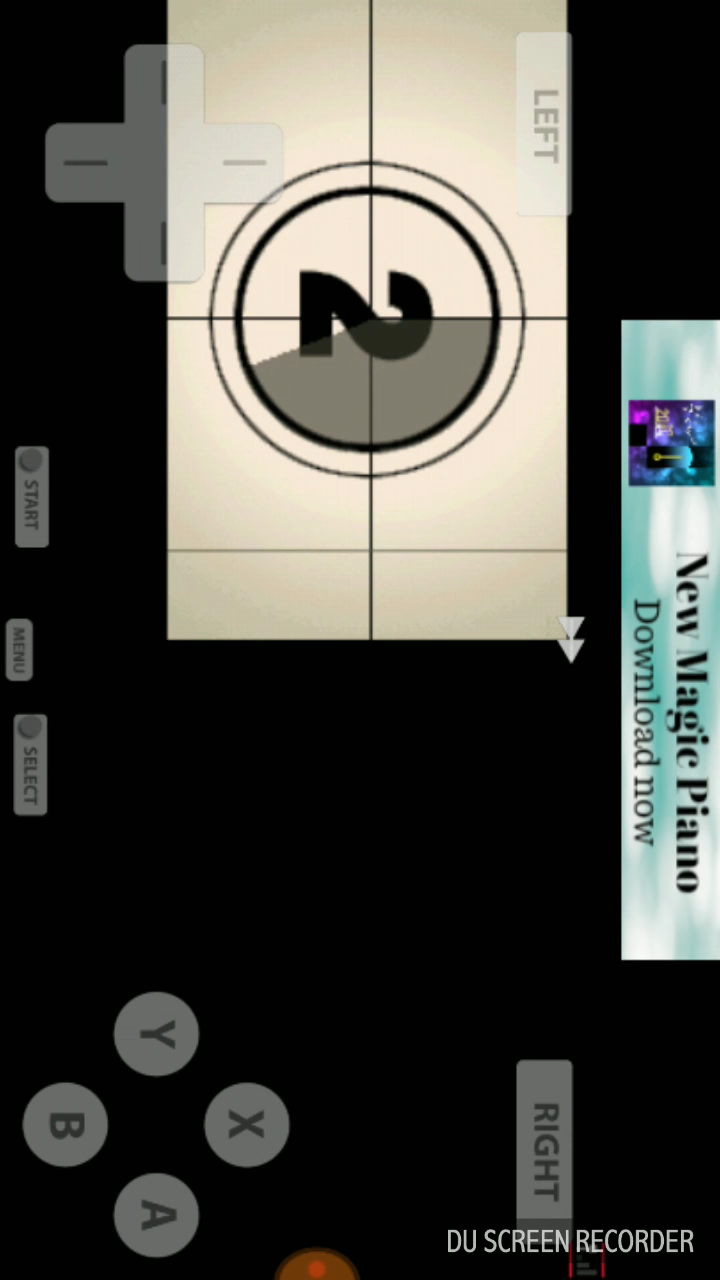 LEFT
2
START
MENU
SELECT
New Magic Piano
Download now
Y
X
B
A
RIGHT
DU SCREEN RECORDER